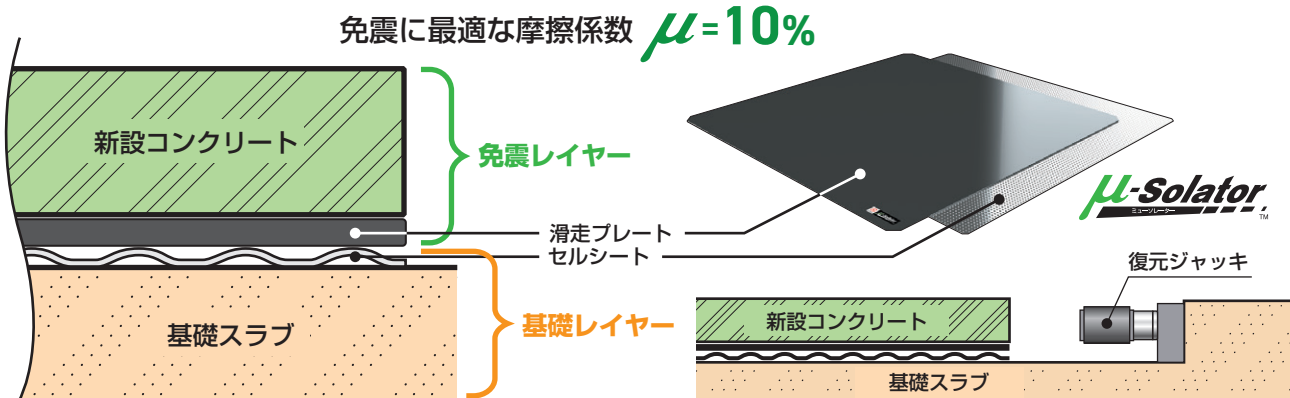 免震に最適な摩擦係数 μ=10%
新設コンクリート
免震レイヤー
滑走プレート
セルシート
基礎スラブ
基礎レイヤー
μ-Solator
ミューソレーター
TM
復元ジャッキ
新設コンクリート
基礎スラブ